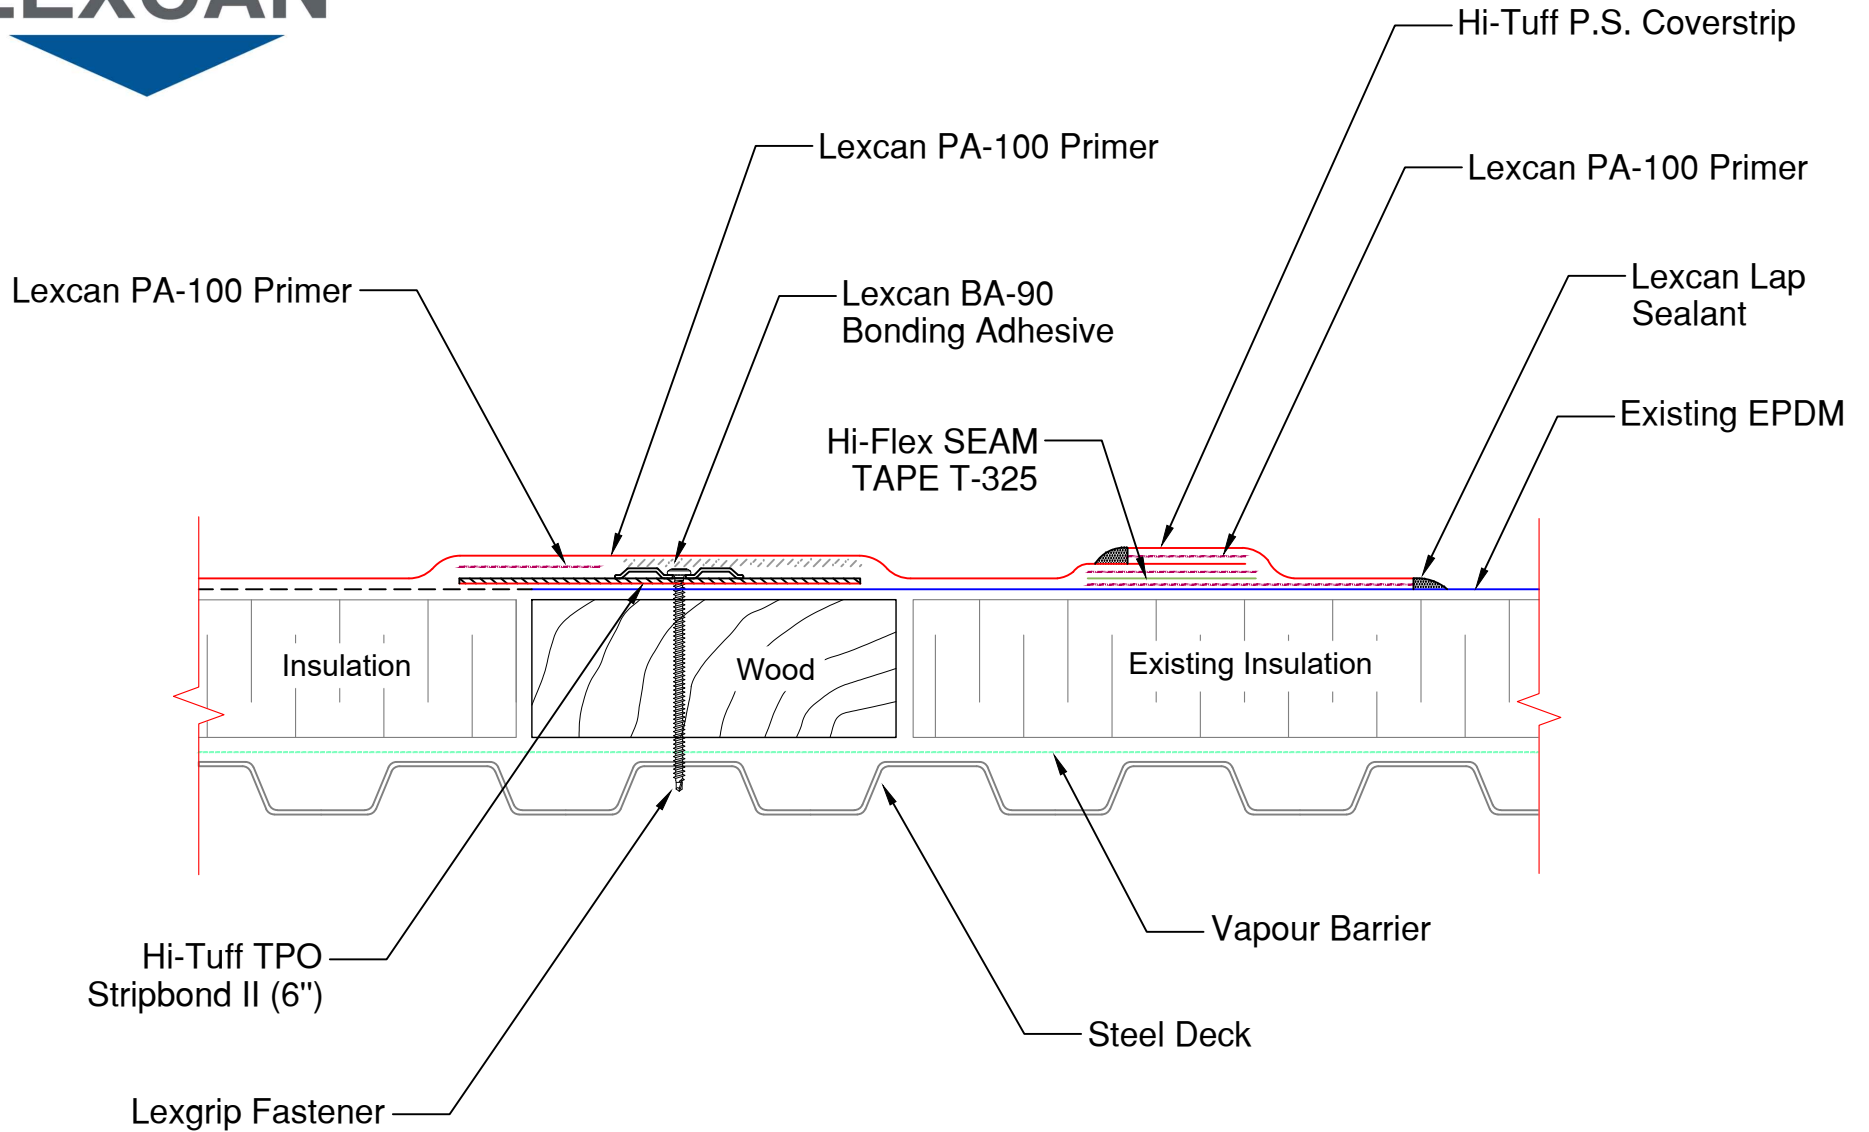 LEXCAN
Hi-Tuff P.S. Coverstrip
Lexcan PA-100 Primer
Lexcan PA-100 Primer
Lexcan PA-100 Primer
Lexcan BA-90
Bonding Adhesive
Lexcan Lap
Sealant
Existing EPDM
Hi-Flex SEAM
TAPE T-325
Insulation
Wood
Existing Insulation
Vapour Barrier
Hi-Tuff TPO
Stripbond II (6")
Steel Deck
Lexgrip Fastener